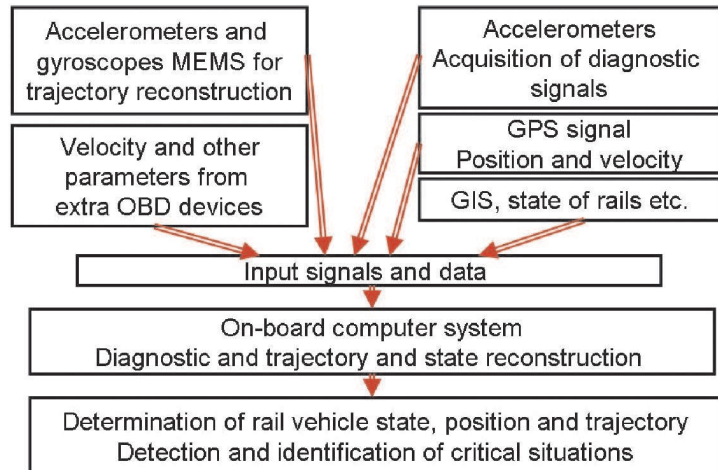 Accelerometers and
gyroscopes MEMS for
trajectory reconstruction
Velocity and other
parameters from
extra OBD devices
Accelerometers
Acquisition of diagnostic
signals
GPS signal
Position and velocity
GIS, state of rails etc.
Input signals and data
On-board computer system
Diagnostic and trajectory and state reconstruction
Determination of rail vehicle state, position and trajectory
Detection and identification of critical situations